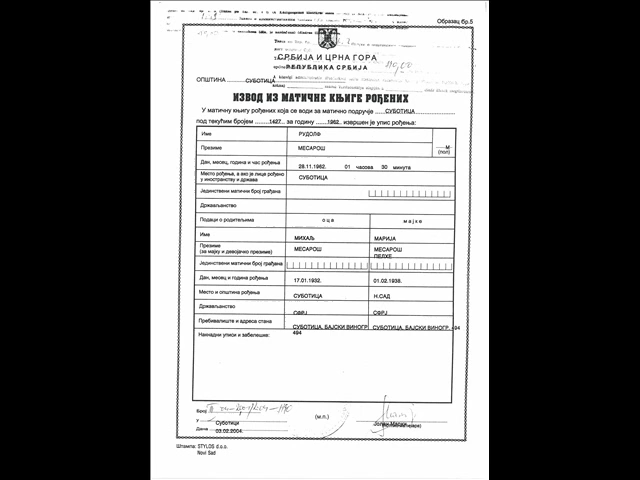 Образац бр.5
СРБИЈА И ЦРНА ГОРА
РЕПУБЛИКА СРБИЈА
ОПШТИНА СУБОТИЦА
ИЗВОД ИЗ МАТИЧНЕ КЊИГЕ РОЂЕНИХ
У матичну књигу рођених која се води за матично подручје СУБОТИЦА
под текућим бројем 1427. за годину 1962. извршен је упис рођења:
Име РУДОЛФ
Презиме МЕСАРОШ М (пол)
Дан, месец, година и час рођења 28.11.1962. 01 часова 30 минута
Место рођења, а ако је лице рођено у иностранству и држава СУБОТИЦА
Јединствени матични број грађана
Држављанство
Подаци о родитељима оца мајке
Име МИХАЉ МАРИЈА
Презиме МЕСАРОШ МЕСАРОШ
(за мајку и девојачко презиме)
Јединствени матични број грађана
Дан, месец и година рођења 17.01.1932. 01.02.1938.
Место и општина рођења СУБОТИЦА Н.САД
Држављанство СФРЈ СФРЈ
Пребивалиште и адреса стана СУБОТИЦА, БАЈСКИ ВИНОГР. СУБОТИЦА, БАЈСКИ ВИНОГР. 494
494
Накнадни уписи и забелешке:
Број
У Суботици (м.п.)
Дана 03.02.2004.
Штампа: STYLOS d.o.o.
Novi Sad